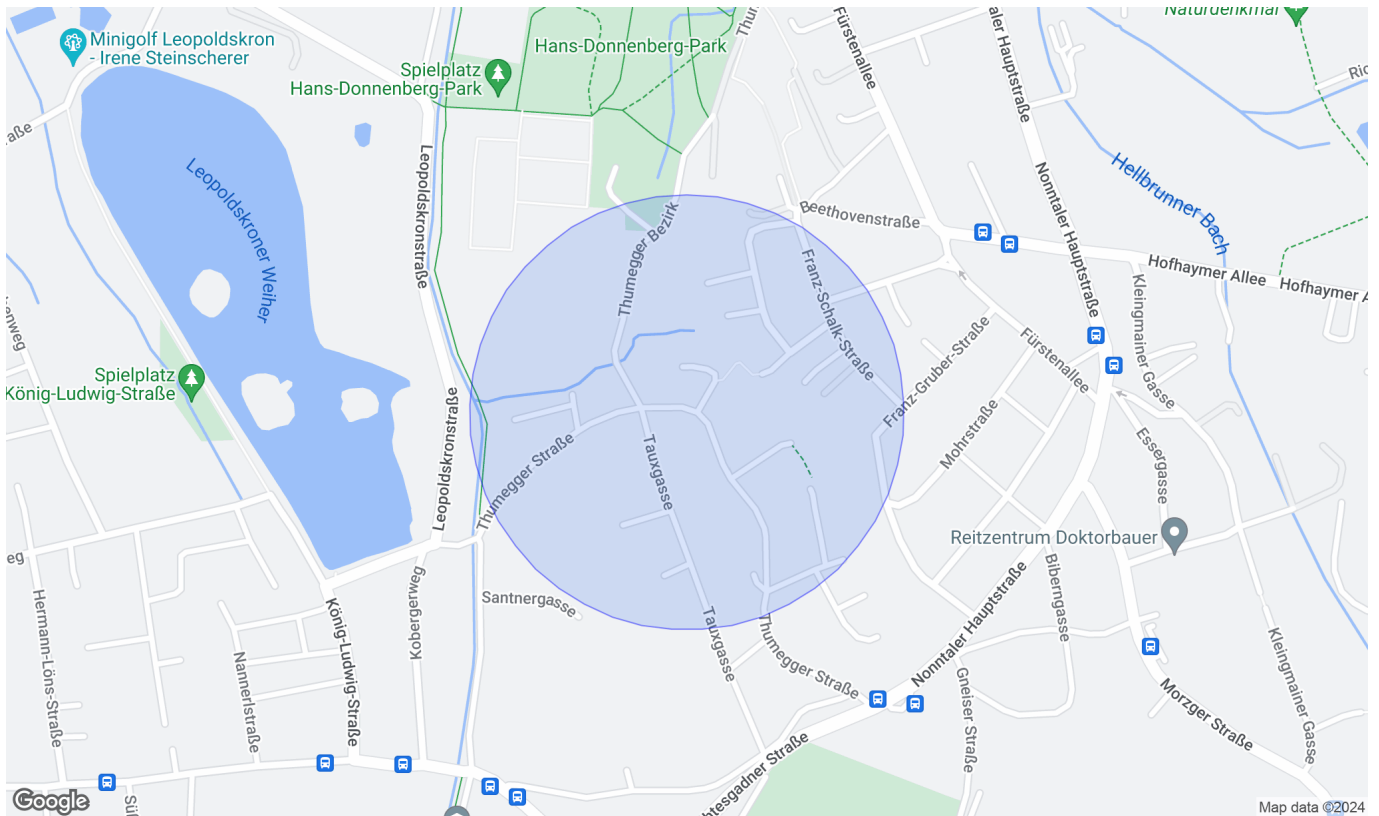 Minigolf Leopoldskron
- Irene Steinscherer
Spielplatz
Hans-Donnenberg-Park
Hans-Donnenberg-Park
Fürstenallee
Naturdenkmal
Leopoldskroner Weiher
Leopoldskronstraße
Thumegger Bezirk
Beethovenstraße
Nonntaler Hauptstraße
Hellbrunner Bach
Hofhaymer Allee
Kleingmainer Gasse
Franz-Schalk-Straße
Franz-Gruber-Straße
Fürstenallee
Spielplatz
König-Ludwig-Straße
Leopoldskronstraße
Thumegger Straße
Tauxgasse
Mohrstraße
Essergasse
Reitzentrum Doktorbauer
Santnergasse
Kobergerweg
Tauxgasse
Thumegger Straße
Nonntaler Hauptstraße
Biberngasse
Gneiser Straße
Kleingmainer Gasse
Morzger Straße
Hermann-Löns-Straße
Nannerlstraße
König-Ludwig-Straße
Google
Map data ©2024